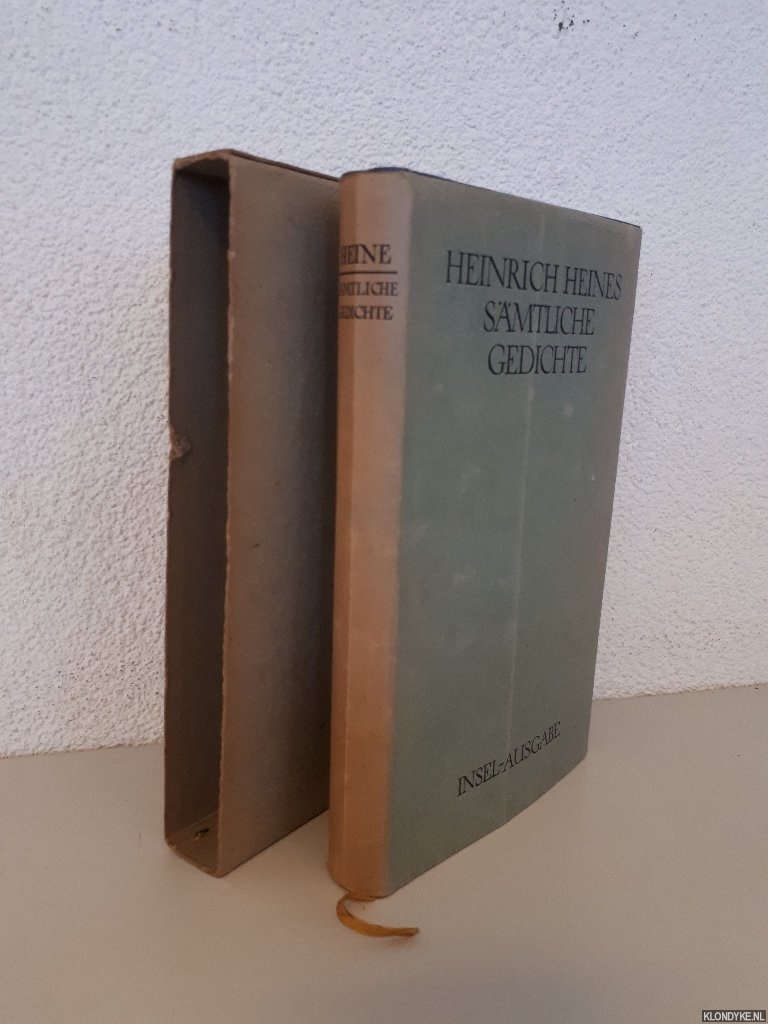 HEINE
SÄMTLICHE
GEDICHTE
HEINRICH HEINES
SÄMTLICHE
GEDICHTE
INSEL-AUSGABE
KLONDYKE.NL